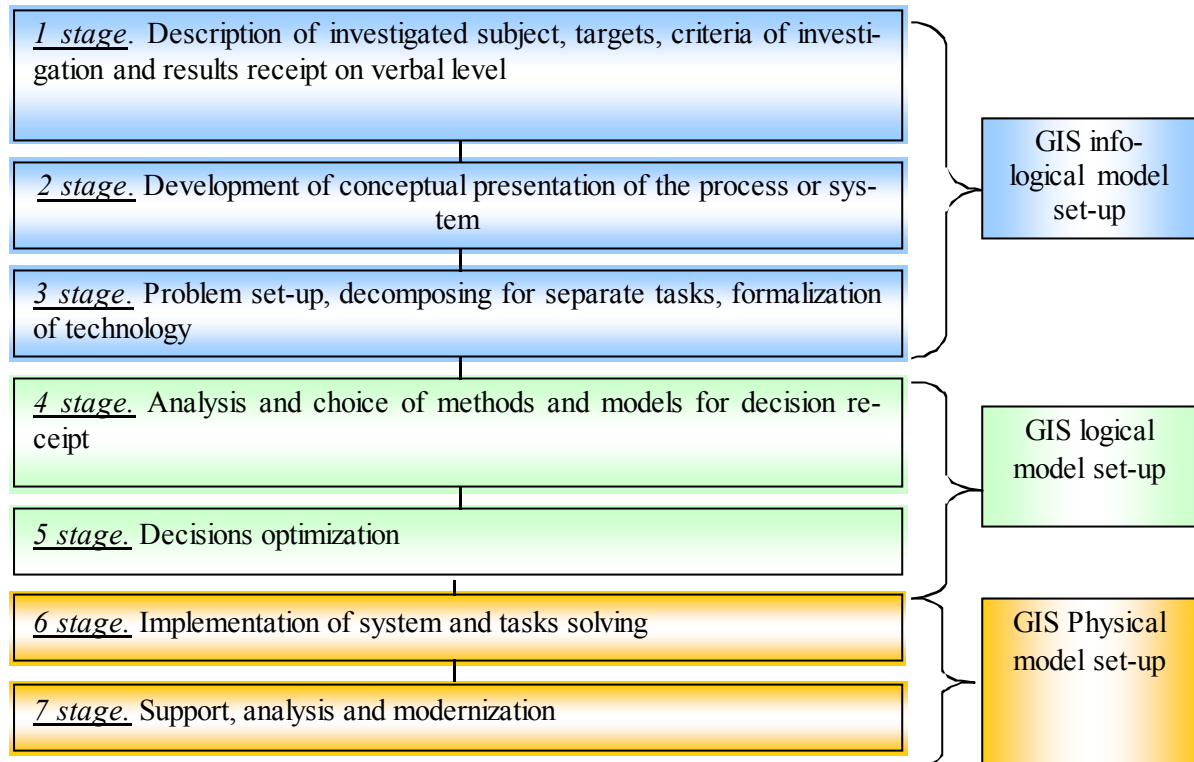 1 stage. Description of investigated subject, targets, criteria of investi-
gation and results receipt on verbal level
2 stage. Development of conceptual presentation of the process or sys-
tem
3 stage. Problem set-up, decomposing for separate tasks, formalization
of technology
GIS info-
logical model
set-up
4 stage. Analysis and choice of methods and models for decision re-
ceipt
5 stage. Decisions optimization
GIS logical
model set-up
6 stage. Implementation of system and tasks solving
7 stage. Support, analysis and modernization
GIS Physical
model set-up